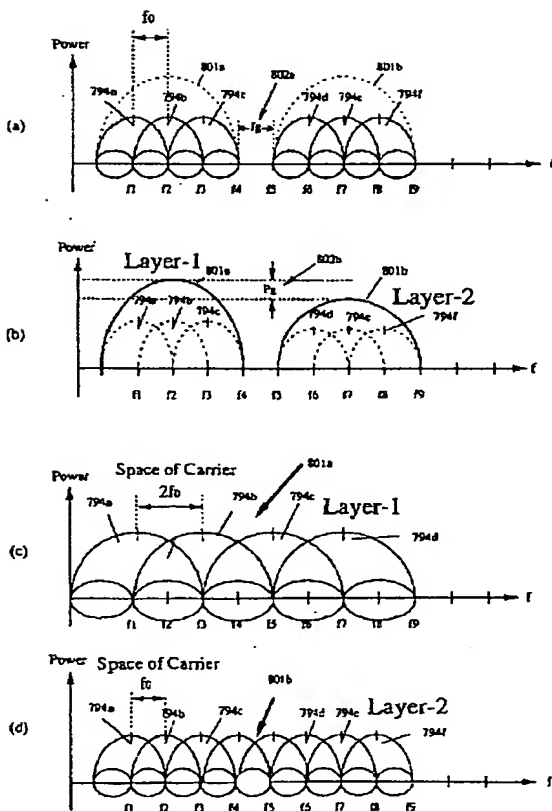 f0
Power
801a
802a
801b
794a
794b
794c
794d
794e
794f
fg
(a)
f1 f2 f3 f4 f5 f6 f7 f8 f9
f
Power
Layer-1
801a
802b
801b
Pg
Layer-2
794a 794b
794c
794d
794e
794f
(b)
f1 f2 f3 f4 f5 f6 f7 f8 f9
f
Space of Carrier
801a
Power
794a
2f0
794b
794c
Layer-1
794d
(c)
f1 f2 f3 f4 f5 f6 f7 f8 f9
f
Power
Space of Carrier
f0
801b
794a
794b
794c
794d
794e
Layer-2
794f
(d)
f1 f2 f3 f4 f5 f6 f7 f8
f